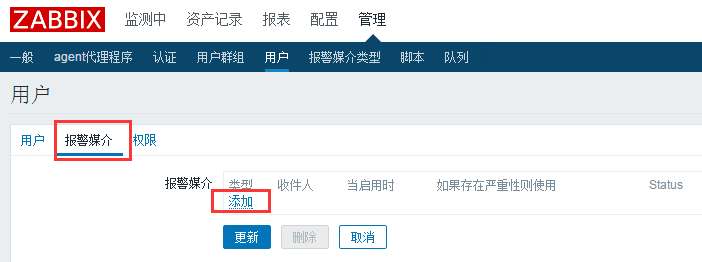 ZABBIX 监测中 资产记录 报表 配置 管理
一般 agent代理程序 认证 用户群组 用户 报警媒介类型 脚本 队列
用户
用户 报警媒介 权限
报警媒介 类型 收件人 当启用时 如果存在严重性则使用 Status
添加
更新 删除 取消